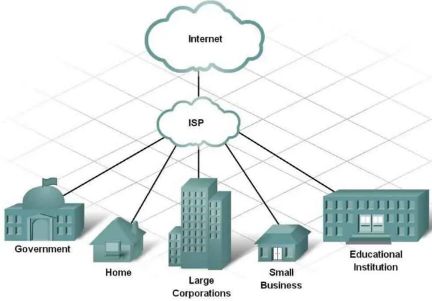 Internet
ISP
Government
Home
Large
Corporations
Small
Business
Educational
Institution